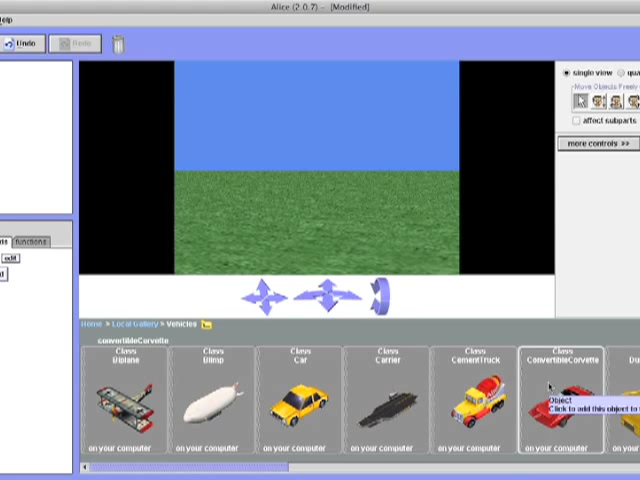 Alice (2.0.7) – [Modified]
Help
Undo
Redo
single view
Move Objects Freely
affect subparts
more controls >>
functions
edit
Home > Local Gallery > Vehicles
convertibleCorvette
Class
Biplane
on your computer
Class
Blimp
on your computer
Class
Car
on your computer
Class
Carrier
on your computer
Class
CementTruck
on your computer
Class
ConvertibleCorvette
on your computer
Object
Click to add this object to